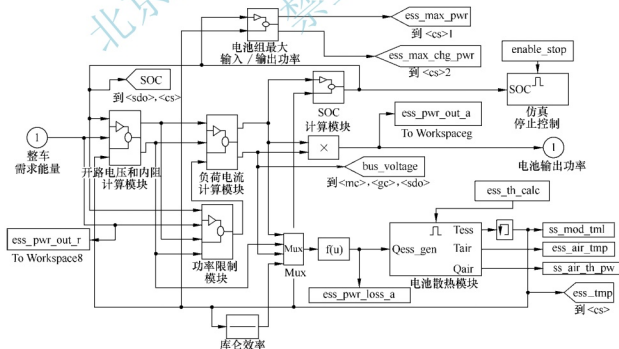 北京
禁
ess_max_pwr
到<cs>1
电池组最大
输入/输出功率
ess_max_chg_pwr
到<cs>2
enable_stop
SOC
到<sdo>,<cs>
SOC
计算模块
SOC
仿真
停止控制
ess_pwr_out_a
To Workspaceg
1
整车
需求能量
开路电压和内阻
计算模块
负荷电流
计算模块
×
1
电池输出功率
bus_voltage
到<mc>,<gc>,<sdo>
ess_th_calc
ess_pwr_out_r
To Workspace8
功率限制
模块
Mux
Mux
f(u)
Qess_gen
Tess
Tair
Qair
电池散热模块
ss_mod_tml
ess_air_tmp
ss_air_th_pw
ess_pwr_loss_a
ess_tmp
到<cs>
库仑效率